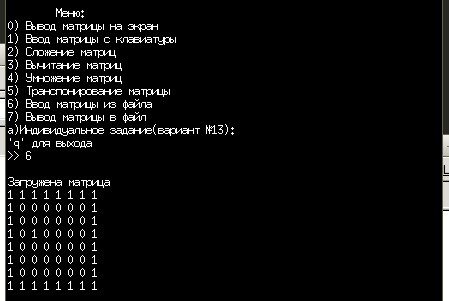 Меню:
0) Вывод матрицы на экран
1) Ввод матрицы с клавиатуры
2) Сложение матриц
3) Вычитание матриц
4) Умножение матриц
5) Транспонирование матрицы
6) Ввод матрицы из файла
7) Вывод матрицы в файл
а)Индивидуальное задание(вариант №13):
'q' для выхода
>> 6
Загружена матрица
1 1 1 1 1 1 1 1
1 0 0 0 0 0 0 1
1 0 0 0 0 0 0 1
1 0 1 0 0 0 0 1
1 0 0 0 0 0 0 1
1 0 0 0 0 0 0 1
1 0 0 0 0 0 0 1
1 1 1 1 1 1 1 1